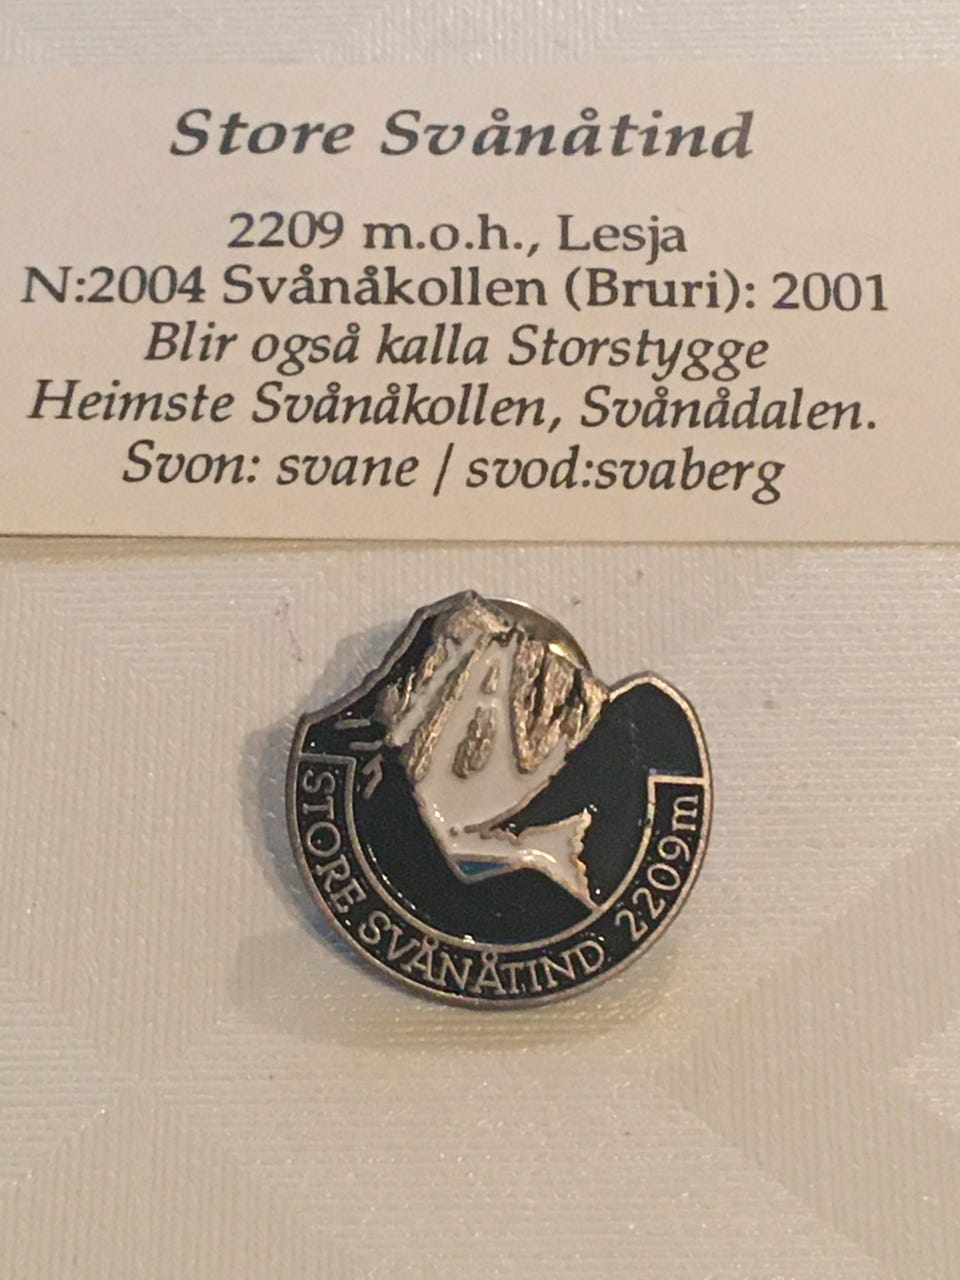 Store Svånåtind
2209 m.o.h., Lesja
N:2004 Svånåkollen (Bruri): 2001
Blir også kalla Storstygge
Heimste Svånåkollen, Svånådalen.
Svon: svane / svod:svaberg
STORE SVÅNÅTIND 2209m